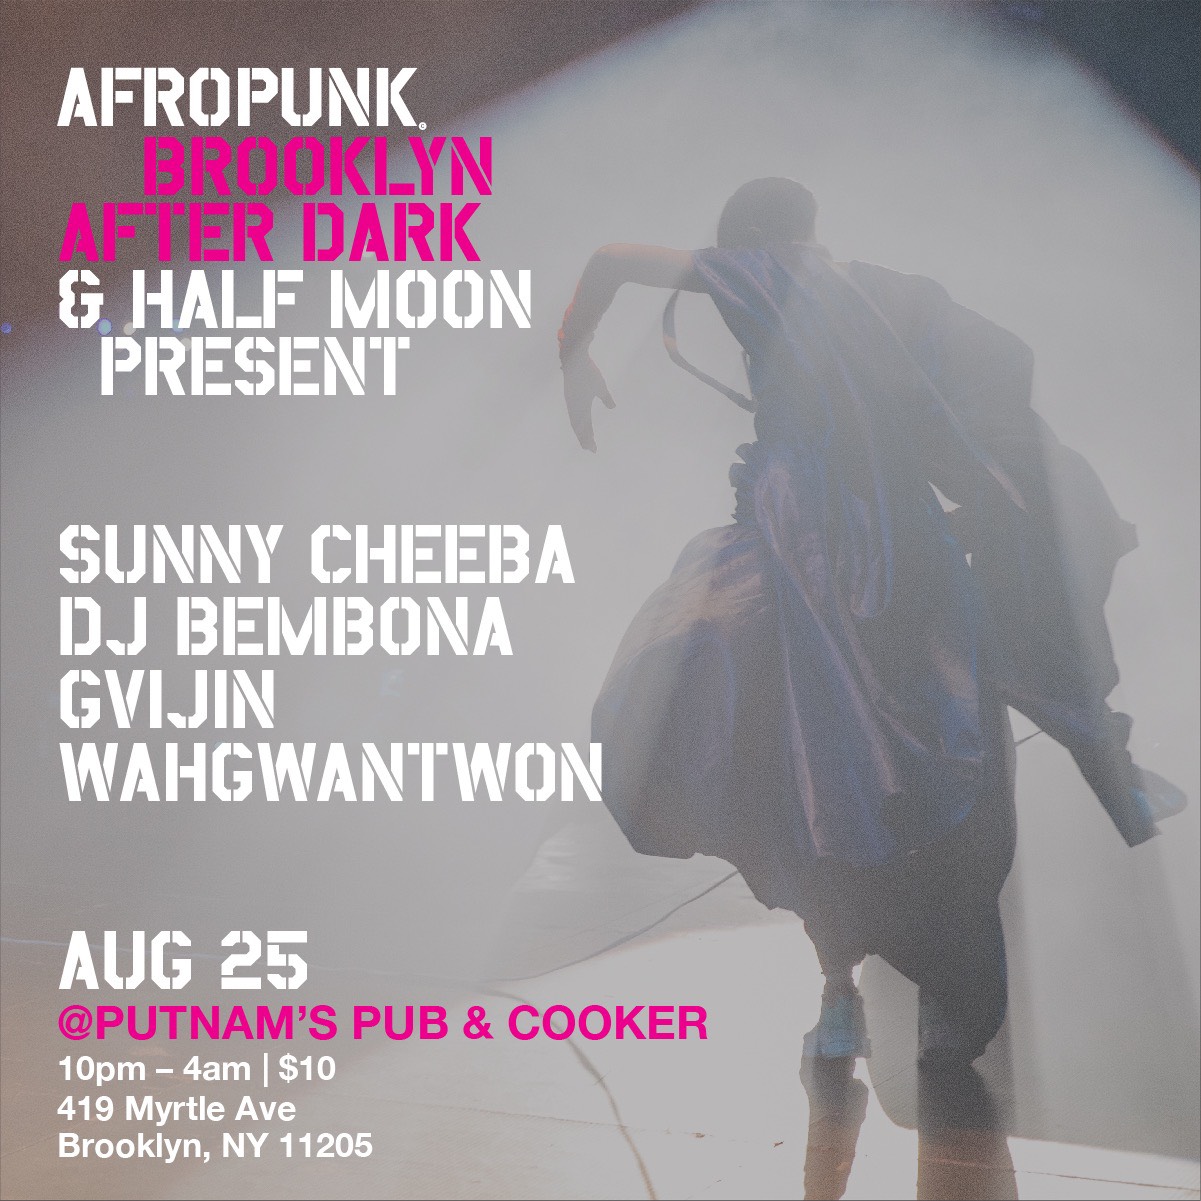 AFROPUNK©
BROOKLYN
AFTER DARK
& HALF MOON
PRESENT
SUNNY CHEEBA
DJ BEMBONA
GVIJIN
WAHGWANTWON
AUG 25
@PUTNAM'S PUB & COOKER
10pm – 4am | $10
419 Myrtle Ave
Brooklyn, NY 11205